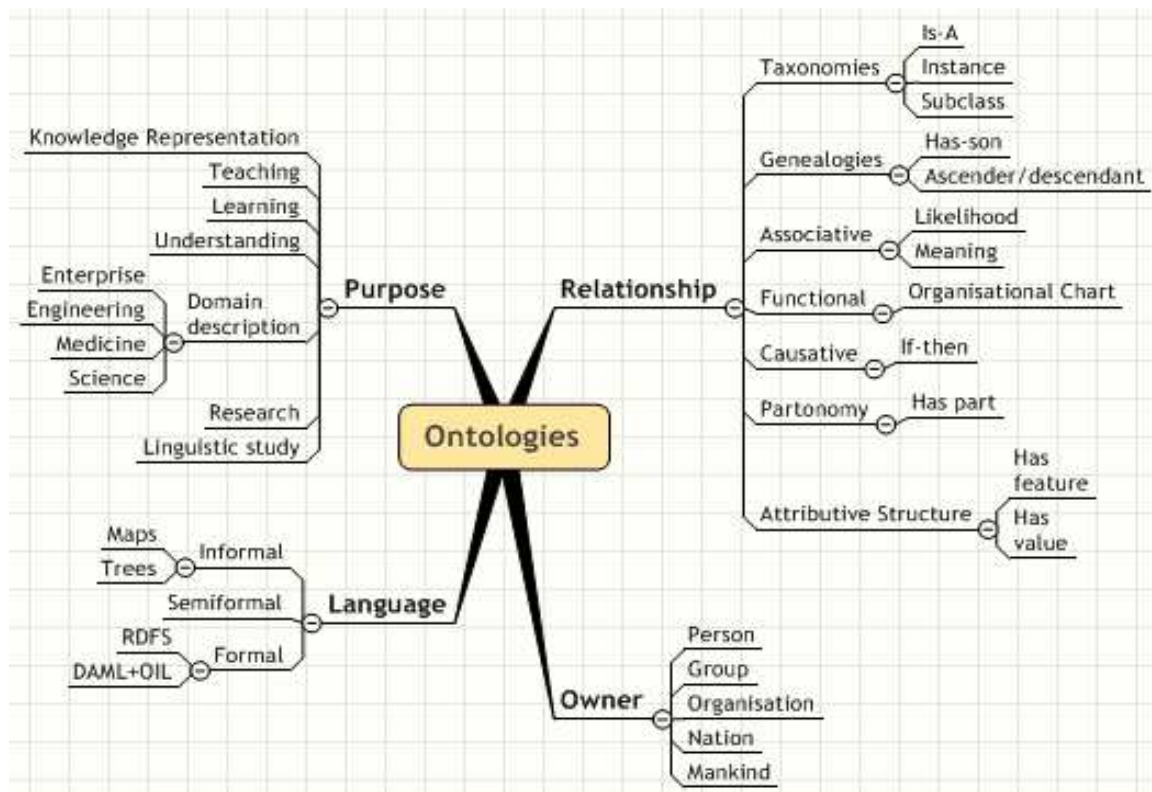 Ontologies
Purpose
Knowledge Representation
Teaching
Learning
Understanding
Domain
description
Enterprise
Engineering
Medicine
Science
Research
Linguistic study
Relationship
Taxonomies
Is-A
Instance
Subclass
Genealogies
Has-son
Ascender/descendant
Associative
Likelihood
Meaning
Functional
Organisational Chart
Causative
If-then
Partonomy
Has part
Attributive Structure
Has
feature
Has
value
Language
Informal
Maps
Trees
Semiformal
Formal
RDFS
DAML+OIL
Owner
Person
Group
Organisation
Nation
Mankind